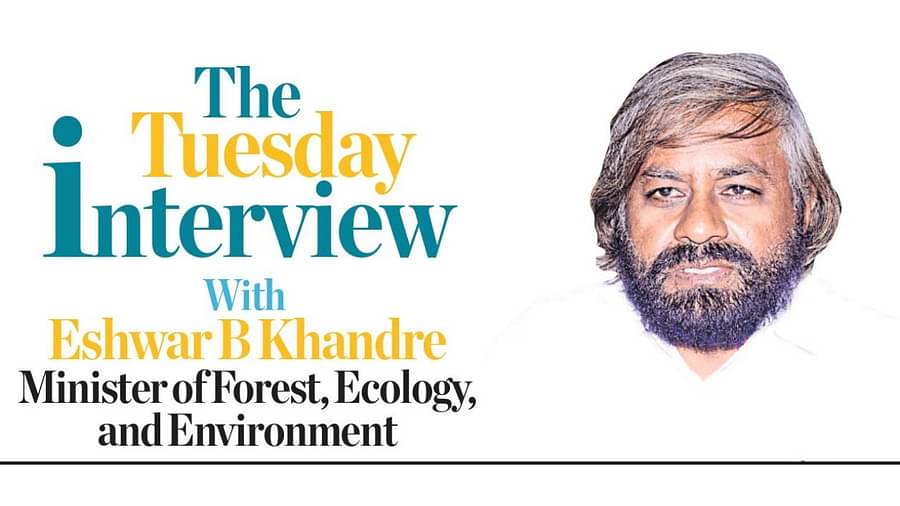 The
Tuesday
interview
With
Eshwar B Khandre
Minister of Forest, Ecology,
and Environment